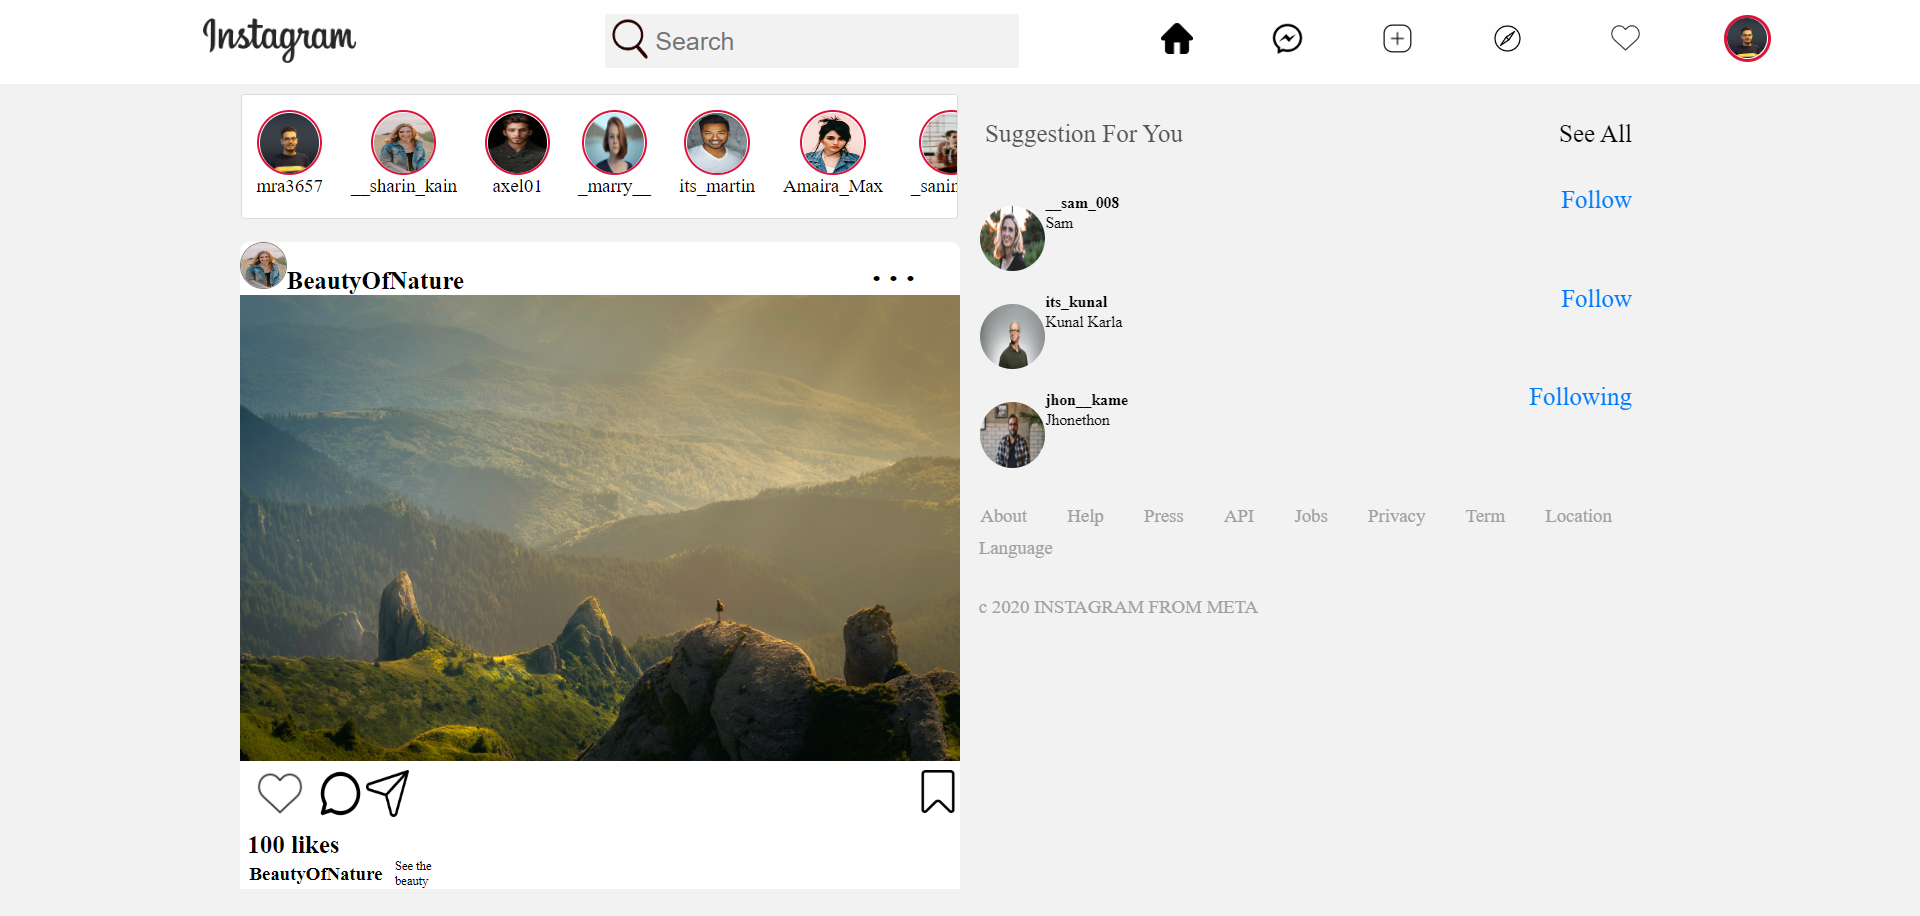 Instagram
Search
mra3657
__sharin_kain
axel01
_marry__
its_martin
Amaira_Max
_sanin
Suggestion For You
See All
__sam_008
Sam
Follow
its_kunal
Kunal Karla
Follow
jhon__kame
Jhonethon
Following
BeautyOfNature
About Help Press API Jobs Privacy Term Location
Language
c 2020 INSTAGRAM FROM META
100 likes
BeautyOfNature
See the
beauty